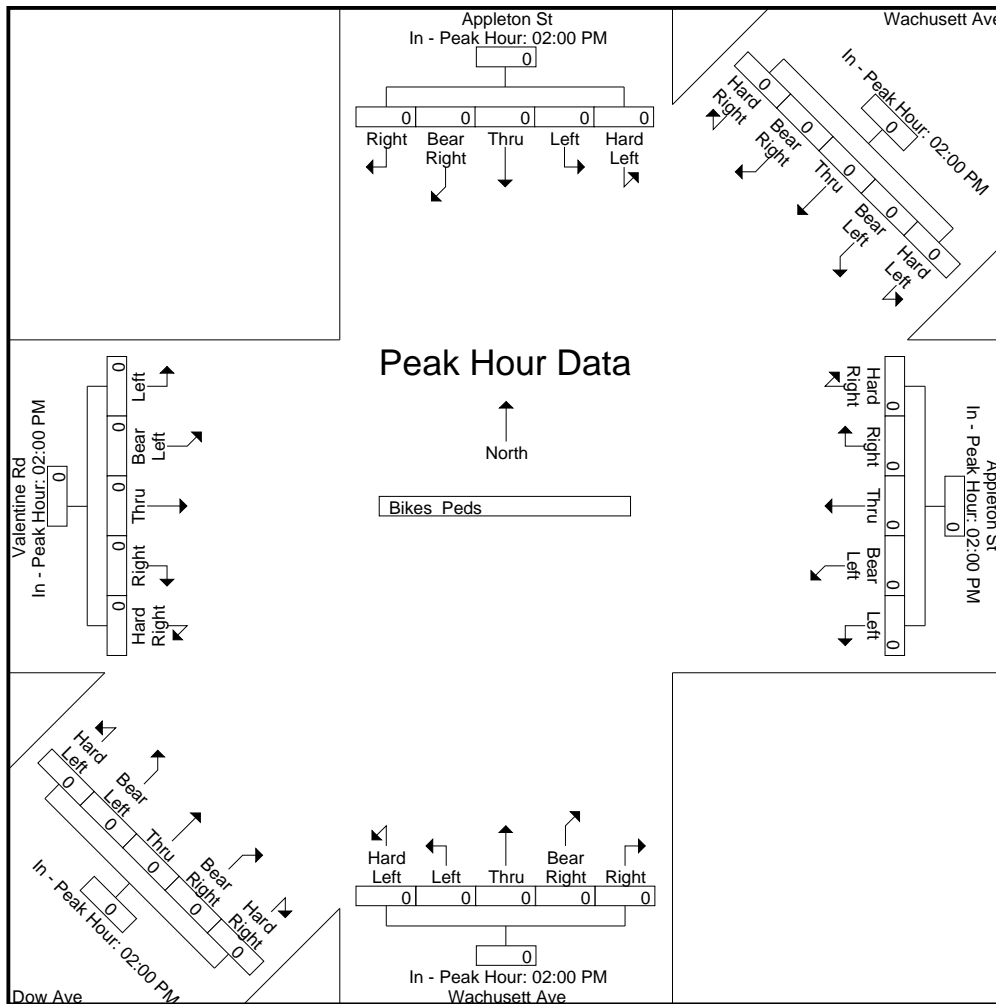 Appleton St
In - Peak Hour: 02:00 PM
0
0 0 0 0 0
Right Bear Right Thru Left Hard Left
Wachusett Ave
In - Peak Hour: 02:00 PM
0
0 0 0 0 0
Hard Right
Bear Right
Thru
Bear Left
Hard Left
Peak Hour Data
North
Bikes Peds
Valentine Rd
In - Peak Hour: 02:00 PM
0
0 0 0 0 0
Left
Bear Left
Thru
Right
Hard Right
Appleton St
In - Peak Hour: 02:00 PM
0
0 0 0 0 0
Hard Right
Right
Thru
Bear Left
Left
Hard Left
Bear Left
Thru
Bear Right
Hard Right
0 0 0 0 0
0
In - Peak Hour: 02:00 PM
Dow Ave
Hard Left Left Thru Bear Right Right
0 0 0 0 0
0
In - Peak Hour: 02:00 PM
Wachusett Ave